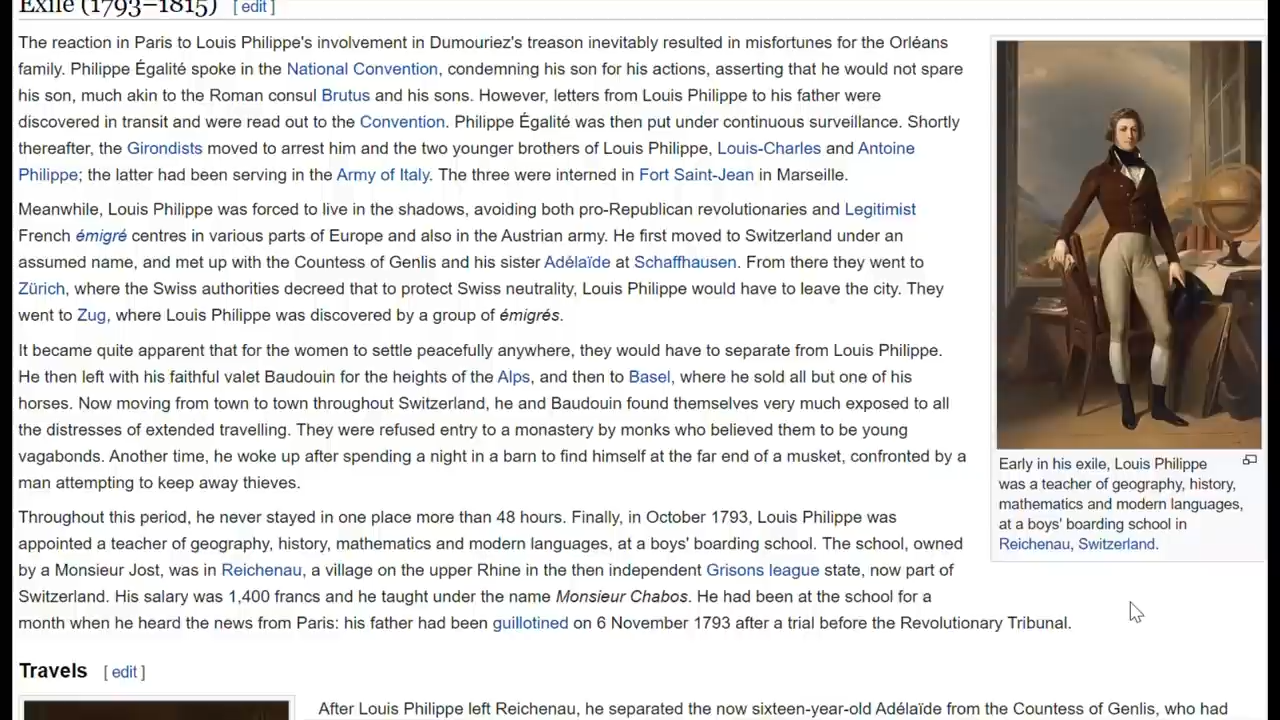 Exile (1793–1815) [ edit ]
The reaction in Paris to Louis Philippe's involvement in Dumouriez's treason inevitably resulted in misfortunes for the Orléans
family. Philippe Égalité spoke in the National Convention, condemning his son for his actions, asserting that he would not spare
his son, much akin to the Roman consul Brutus and his sons. However, letters from Louis Philippe to his father were
discovered in transit and were read out to the Convention. Philippe Égalité was then put under continuous surveillance. Shortly
thereafter, the Girondists moved to arrest him and the two younger brothers of Louis Philippe, Louis-Charles and Antoine
Philippe; the latter had been serving in the Army of Italy. The three were interned in Fort Saint-Jean in Marseille.
Meanwhile, Louis Philippe was forced to live in the shadows, avoiding both pro-Republican revolutionaries and Legitimist
French émigré centres in various parts of Europe and also in the Austrian army. He first moved to Switzerland under an
assumed name, and met up with the Countess of Genlis and his sister Adélaïde at Schaffhausen. From there they went to
Zürich, where the Swiss authorities decreed that to protect Swiss neutrality, Louis Philippe would have to leave the city. They
went to Zug, where Louis Philippe was discovered by a group of émigrés.
It became quite apparent that for the women to settle peacefully anywhere, they would have to separate from Louis Philippe.
He then left with his faithful valet Baudouin for the heights of the Alps, and then to Basel, where he sold all but one of his
horses. Now moving from town to town throughout Switzerland, he and Baudouin found themselves very much exposed to all
the distresses of extended travelling. They were refused entry to a monastery by monks who believed them to be young
vagabonds. Another time, he woke up after spending a night in a barn to find himself at the far end of a musket, confronted by a
man attempting to keep away thieves.
Throughout this period, he never stayed in one place more than 48 hours. Finally, in October 1793, Louis Philippe was
appointed a teacher of geography, history, mathematics and modern languages, at a boys' boarding school. The school, owned
by a Monsieur Jost, was in Reichenau, a village on the upper Rhine in the then independent Grisons league state, now part of
Switzerland. His salary was 1,400 francs and he taught under the name Monsieur Chabos. He had been at the school for a
month when he heard the news from Paris: his father had been guillotined on 6 November 1793 after a trial before the Revolutionary Tribunal.
Early in his exile, Louis Philippe
was a teacher of geography, history,
mathematics and modern languages,
at a boys' boarding school in
Reichenau, Switzerland.
Travels [ edit ]
After Louis Philippe left Reichenau, he separated the now sixteen-year-old Adélaïde from the Countess of Genlis, who had